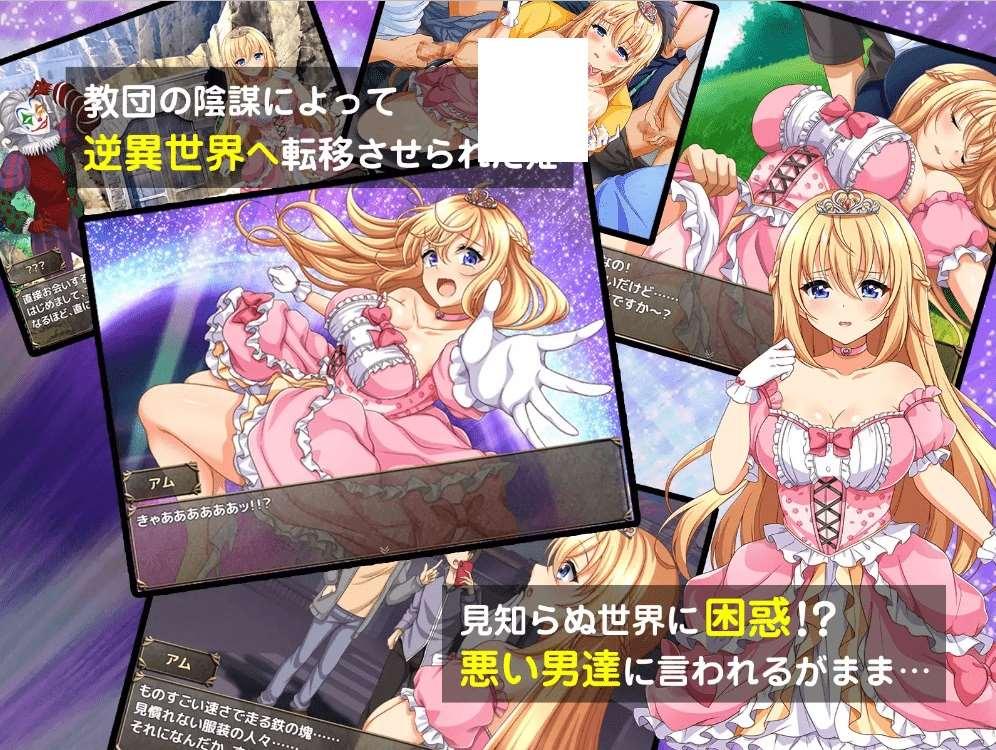 教団の陰謀によって
逆異世界へ転移させられた
???
直接お会いする
はじめまして、
なるほど、直に
なの!
いだけど……
ですか~?
アム
きゃああああああッ!!?
見知らぬ世界に困惑!?
悪い男達に言われるがまま…
アム
ものすごい速さで走る鉄の塊……
見慣れない服装の人々……
それになんだか、